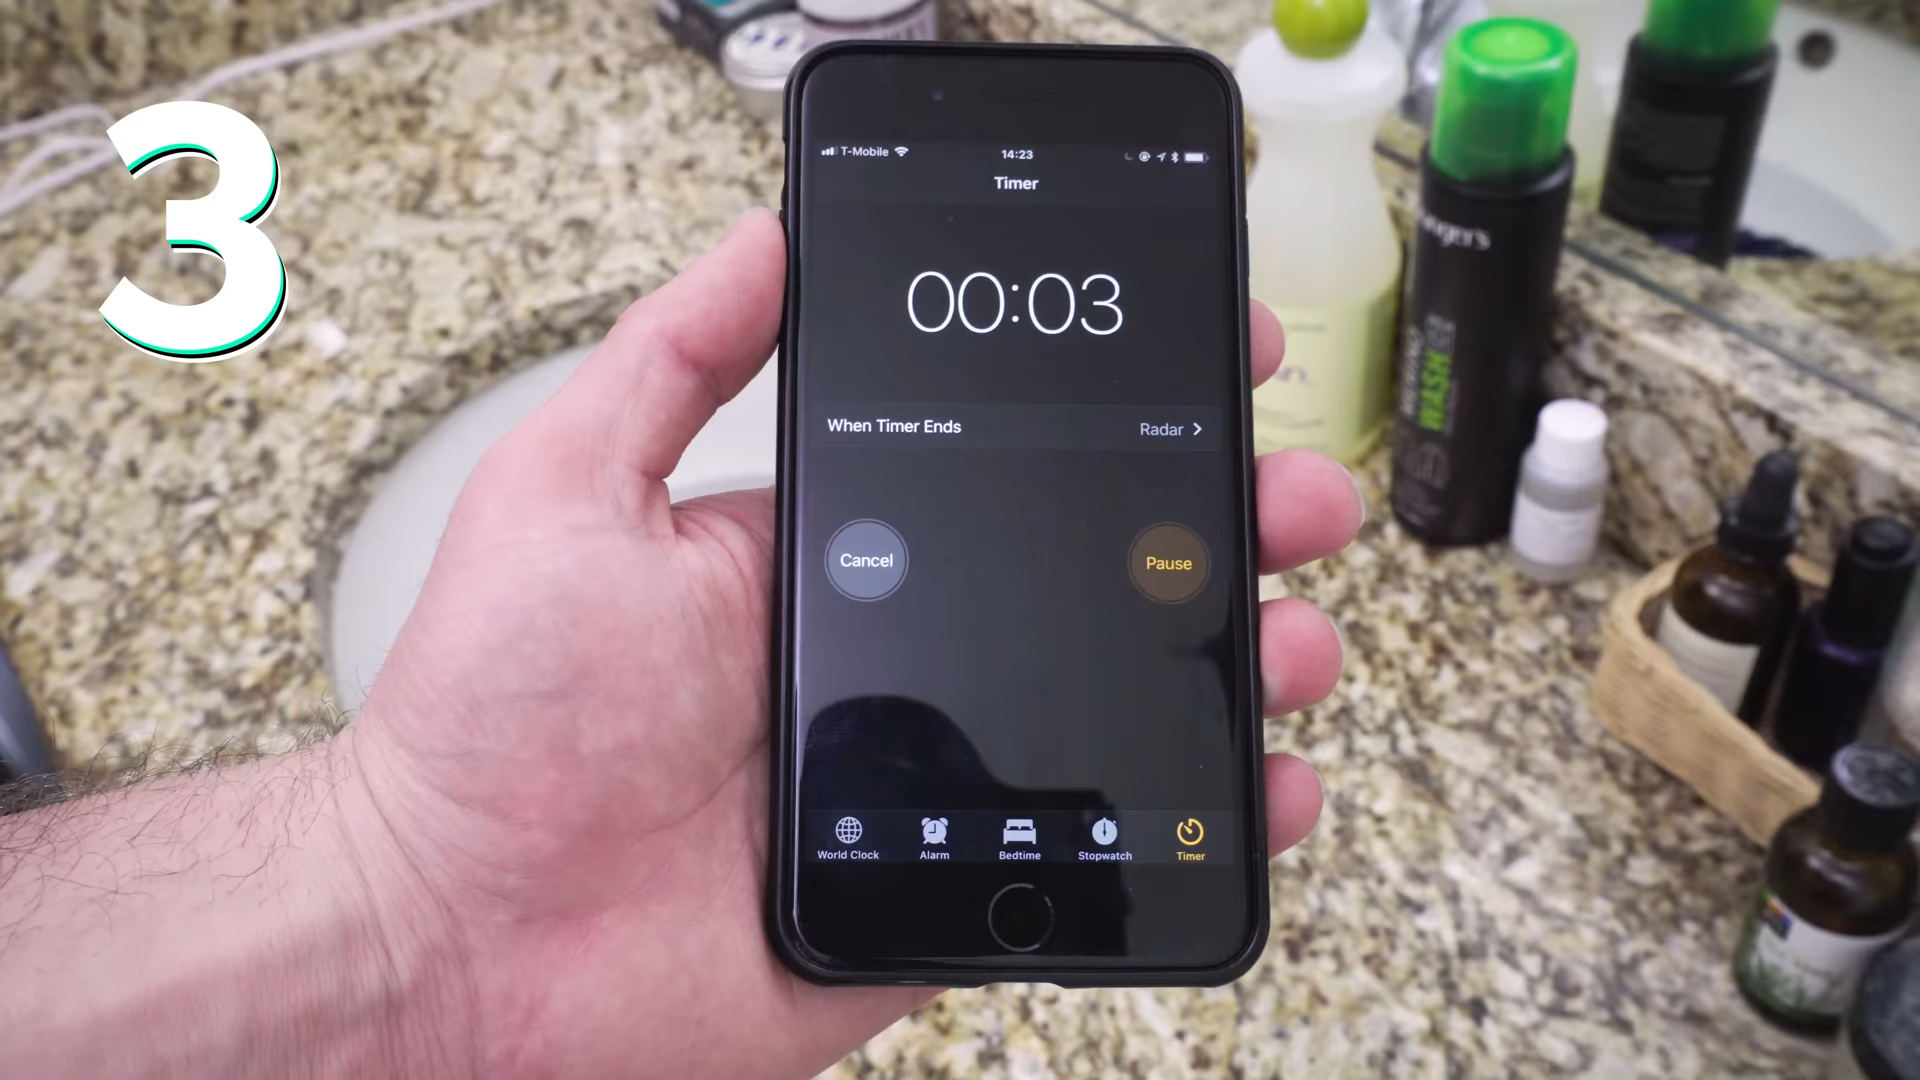 3
T-Mobile
14:23
Timer
00:03
When Timer Ends
Radar
Cancel
Pause
World Clock
Alarm
Bedtime
Stopwatch
Timer
WASH